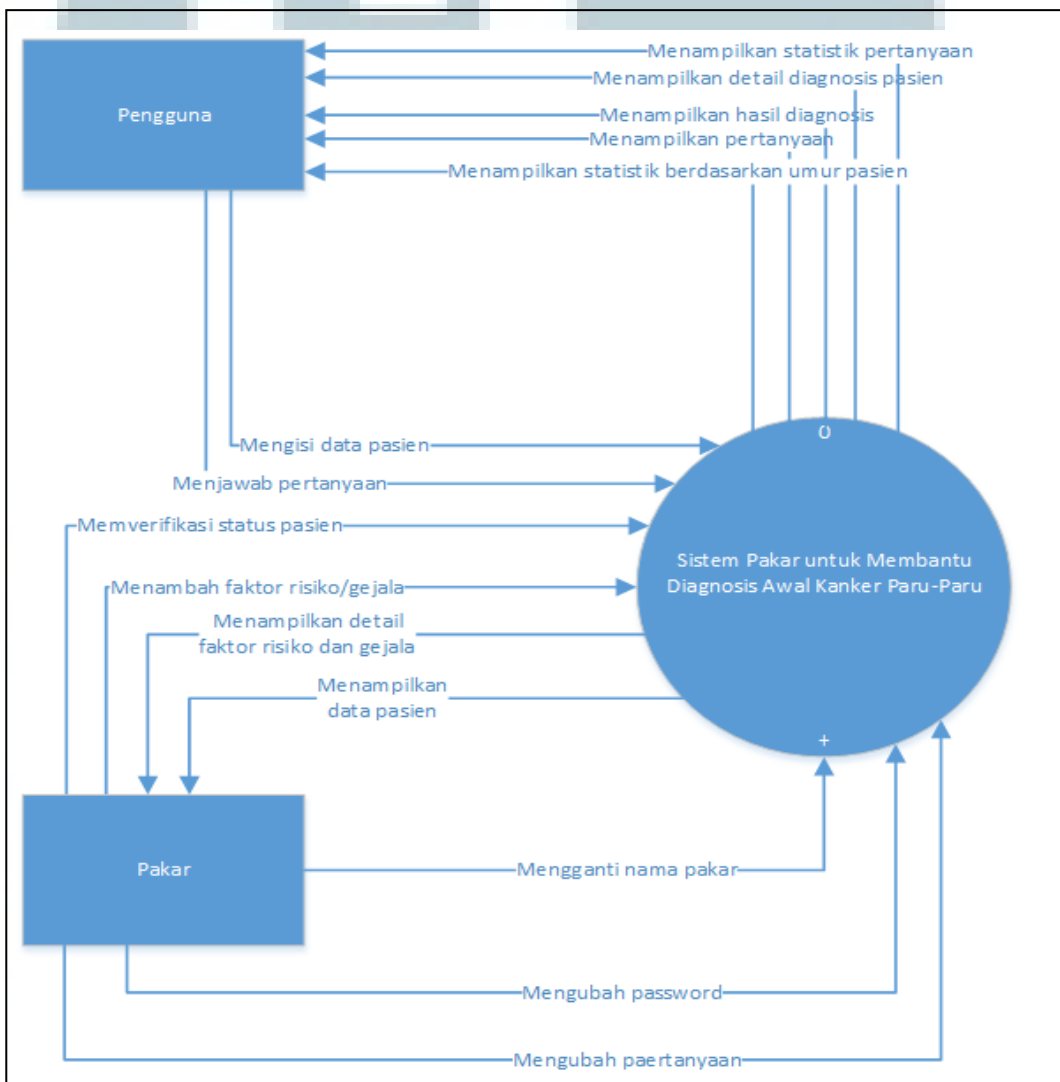 Menampilkan statistik pertanyaan
Menampilkan detail diagnosis pasien
Pengguna
Menampilkan hasil diagnosis
Menampilkan pertanyaan
Menampilkan statistik berdasarkan umur pasien
0
Mengisi data pasien
Menjawab pertanyaan
Memverifikasi status pasien
Sistem Pakar untuk Membantu
Diagnosis Awal Kanker Paru-Paru
Menambah faktor risiko/gejala
Menampilkan detail
faktor risiko dan gejala
Menampilkan
data pasien
+
Pakar
Mengganti nama pakar
Mengubah password
Mengubah paertanyaan